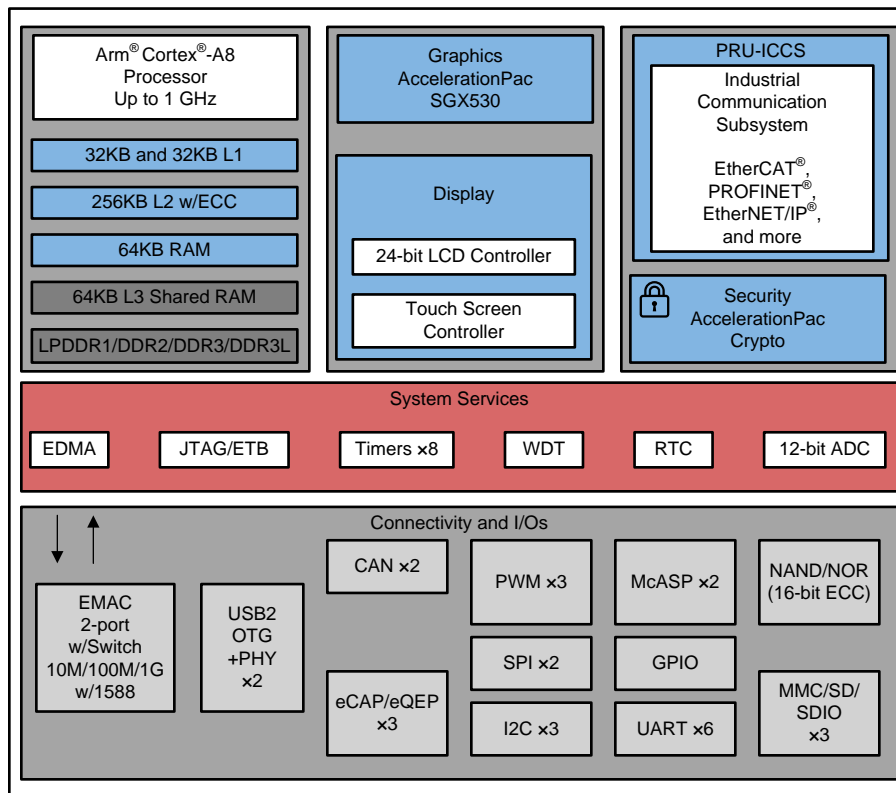 Arm® Cortex®-A8
Processor
Up to 1 GHz
32KB and 32KB L1
256KB L2 w/ECC
64KB RAM
64KB L3 Shared RAM
LPDDR1/DDR2/DDR3/DDR3L
Graphics
AccelerationPac
SGX530
Display
24-bit LCD Controller
Touch Screen
Controller
PRU-ICCS
Industrial
Communication
Subsystem
EtherCAT®,
PROFINET®,
EtherNET/IP®,
and more
Security
AccelerationPac
Crypto
System Services
EDMA
JTAG/ETB
Timers ×8
WDT
RTC
12-bit ADC
Connectivity and I/Os
EMAC
2-port
w/Switch
10M/100M/1G
w/1588
USB2
OTG
+PHY
×2
CAN ×2
eCAP/eQEP
×3
PWM ×3
SPI ×2
I2C ×3
McASP ×2
GPIO
UART ×6
NAND/NOR
(16-bit ECC)
MMC/SD/
SDIO
×3